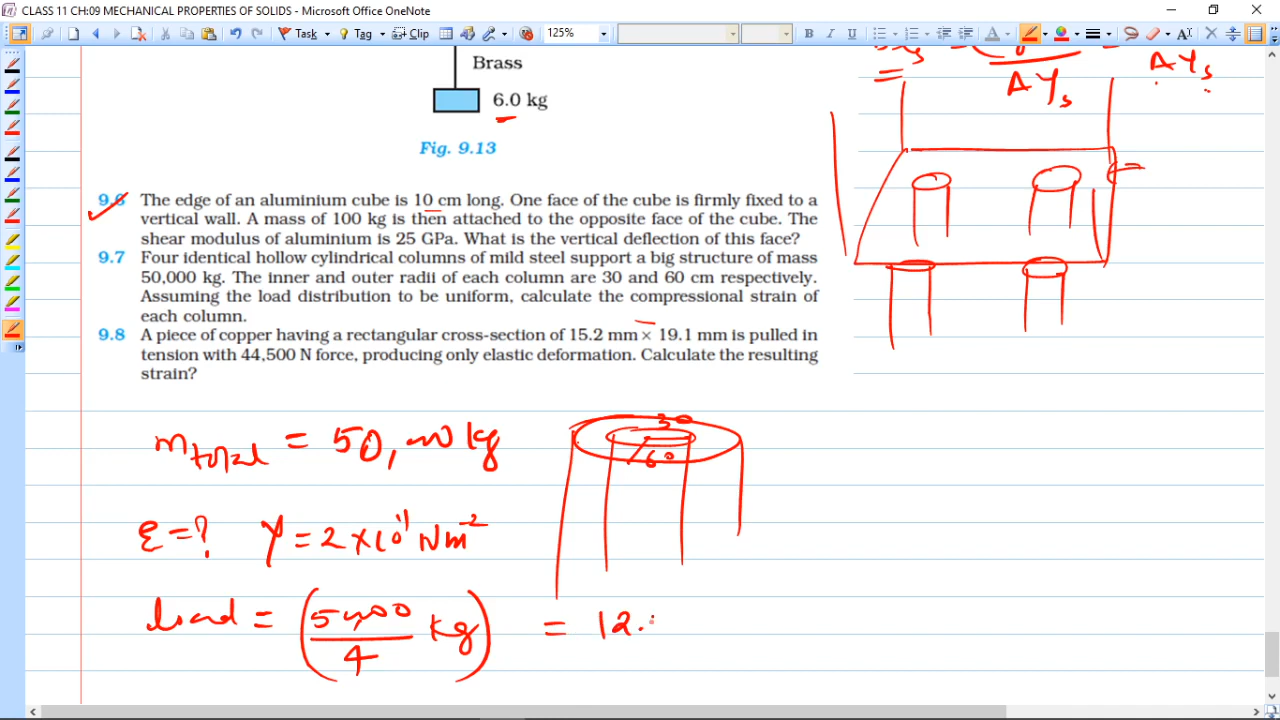 CLASS 11 CH:09 MECHANICAL PROPERTIES OF SOLIDS - Microsoft Office OneNote
Task Tag Clip 125% B I U A
Brass
6.0 kg
Fig. 9.13
A Y_s
A Y_s
9.6 The edge of an aluminium cube is 10 cm long. One face of the cube is firmly fixed to a
vertical wall. A mass of 100 kg is then attached to the opposite face of the cube. The
shear modulus of aluminium is 25 GPa. What is the vertical deflection of this face?
9.7 Four identical hollow cylindrical columns of mild steel support a big structure of mass
50,000 kg. The inner and outer radii of each column are 30 and 60 cm respectively.
Assuming the load distribution to be uniform, calculate the compressional strain of
each column.
9.8 A piece of copper having a rectangular cross-section of 15.2 mm × 19.1 mm is pulled in
tension with 44,500 N force, producing only elastic deformation. Calculate the resulting
strain?
m_total = 50,000 kg
30
60
ε = ? Y = 2 × 10^11 Nm^-2
load = (50,000/4 kg) = 12.